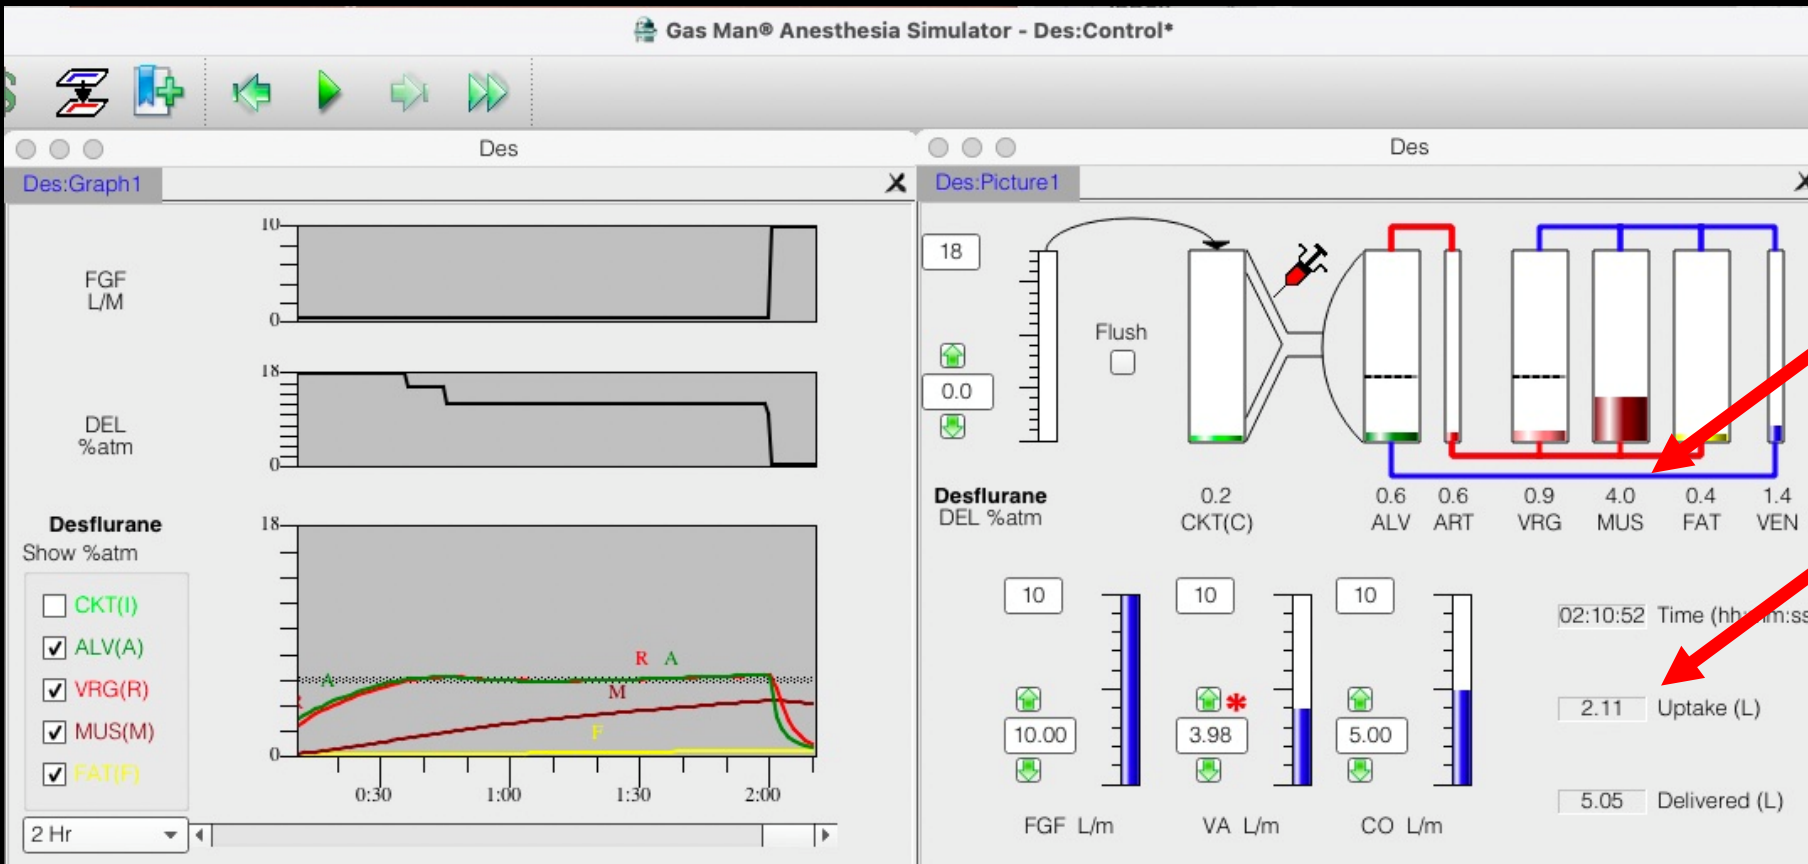 Gas Man® Anesthesia Simulator - Des:Control*
Des
Des:Graph1
10
FGF
L/M
0
18
DEL
%atm
0
Desflurane
Show %atm
18
CKT(I)
ALV(A)
VRG(R)
MUS(M)
FAT(F)
A
R A
M
F
0
0:30 1:00 1:30 2:00
2 Hr
Des
Des:Picture1
18
Flush
0.0
Desflurane
DEL %atm
0.2 0.6 0.6 0.9 4.0 0.4 1.4
CKT(C) ALV ART VRG MUS FAT VEN
10 10 10
02:10:52 Time (hh:mm:ss
10.00 3.98 * 5.00
2.11 Uptake (L)
5.05 Delivered (L)
FGF L/m VA L/m CO L/m